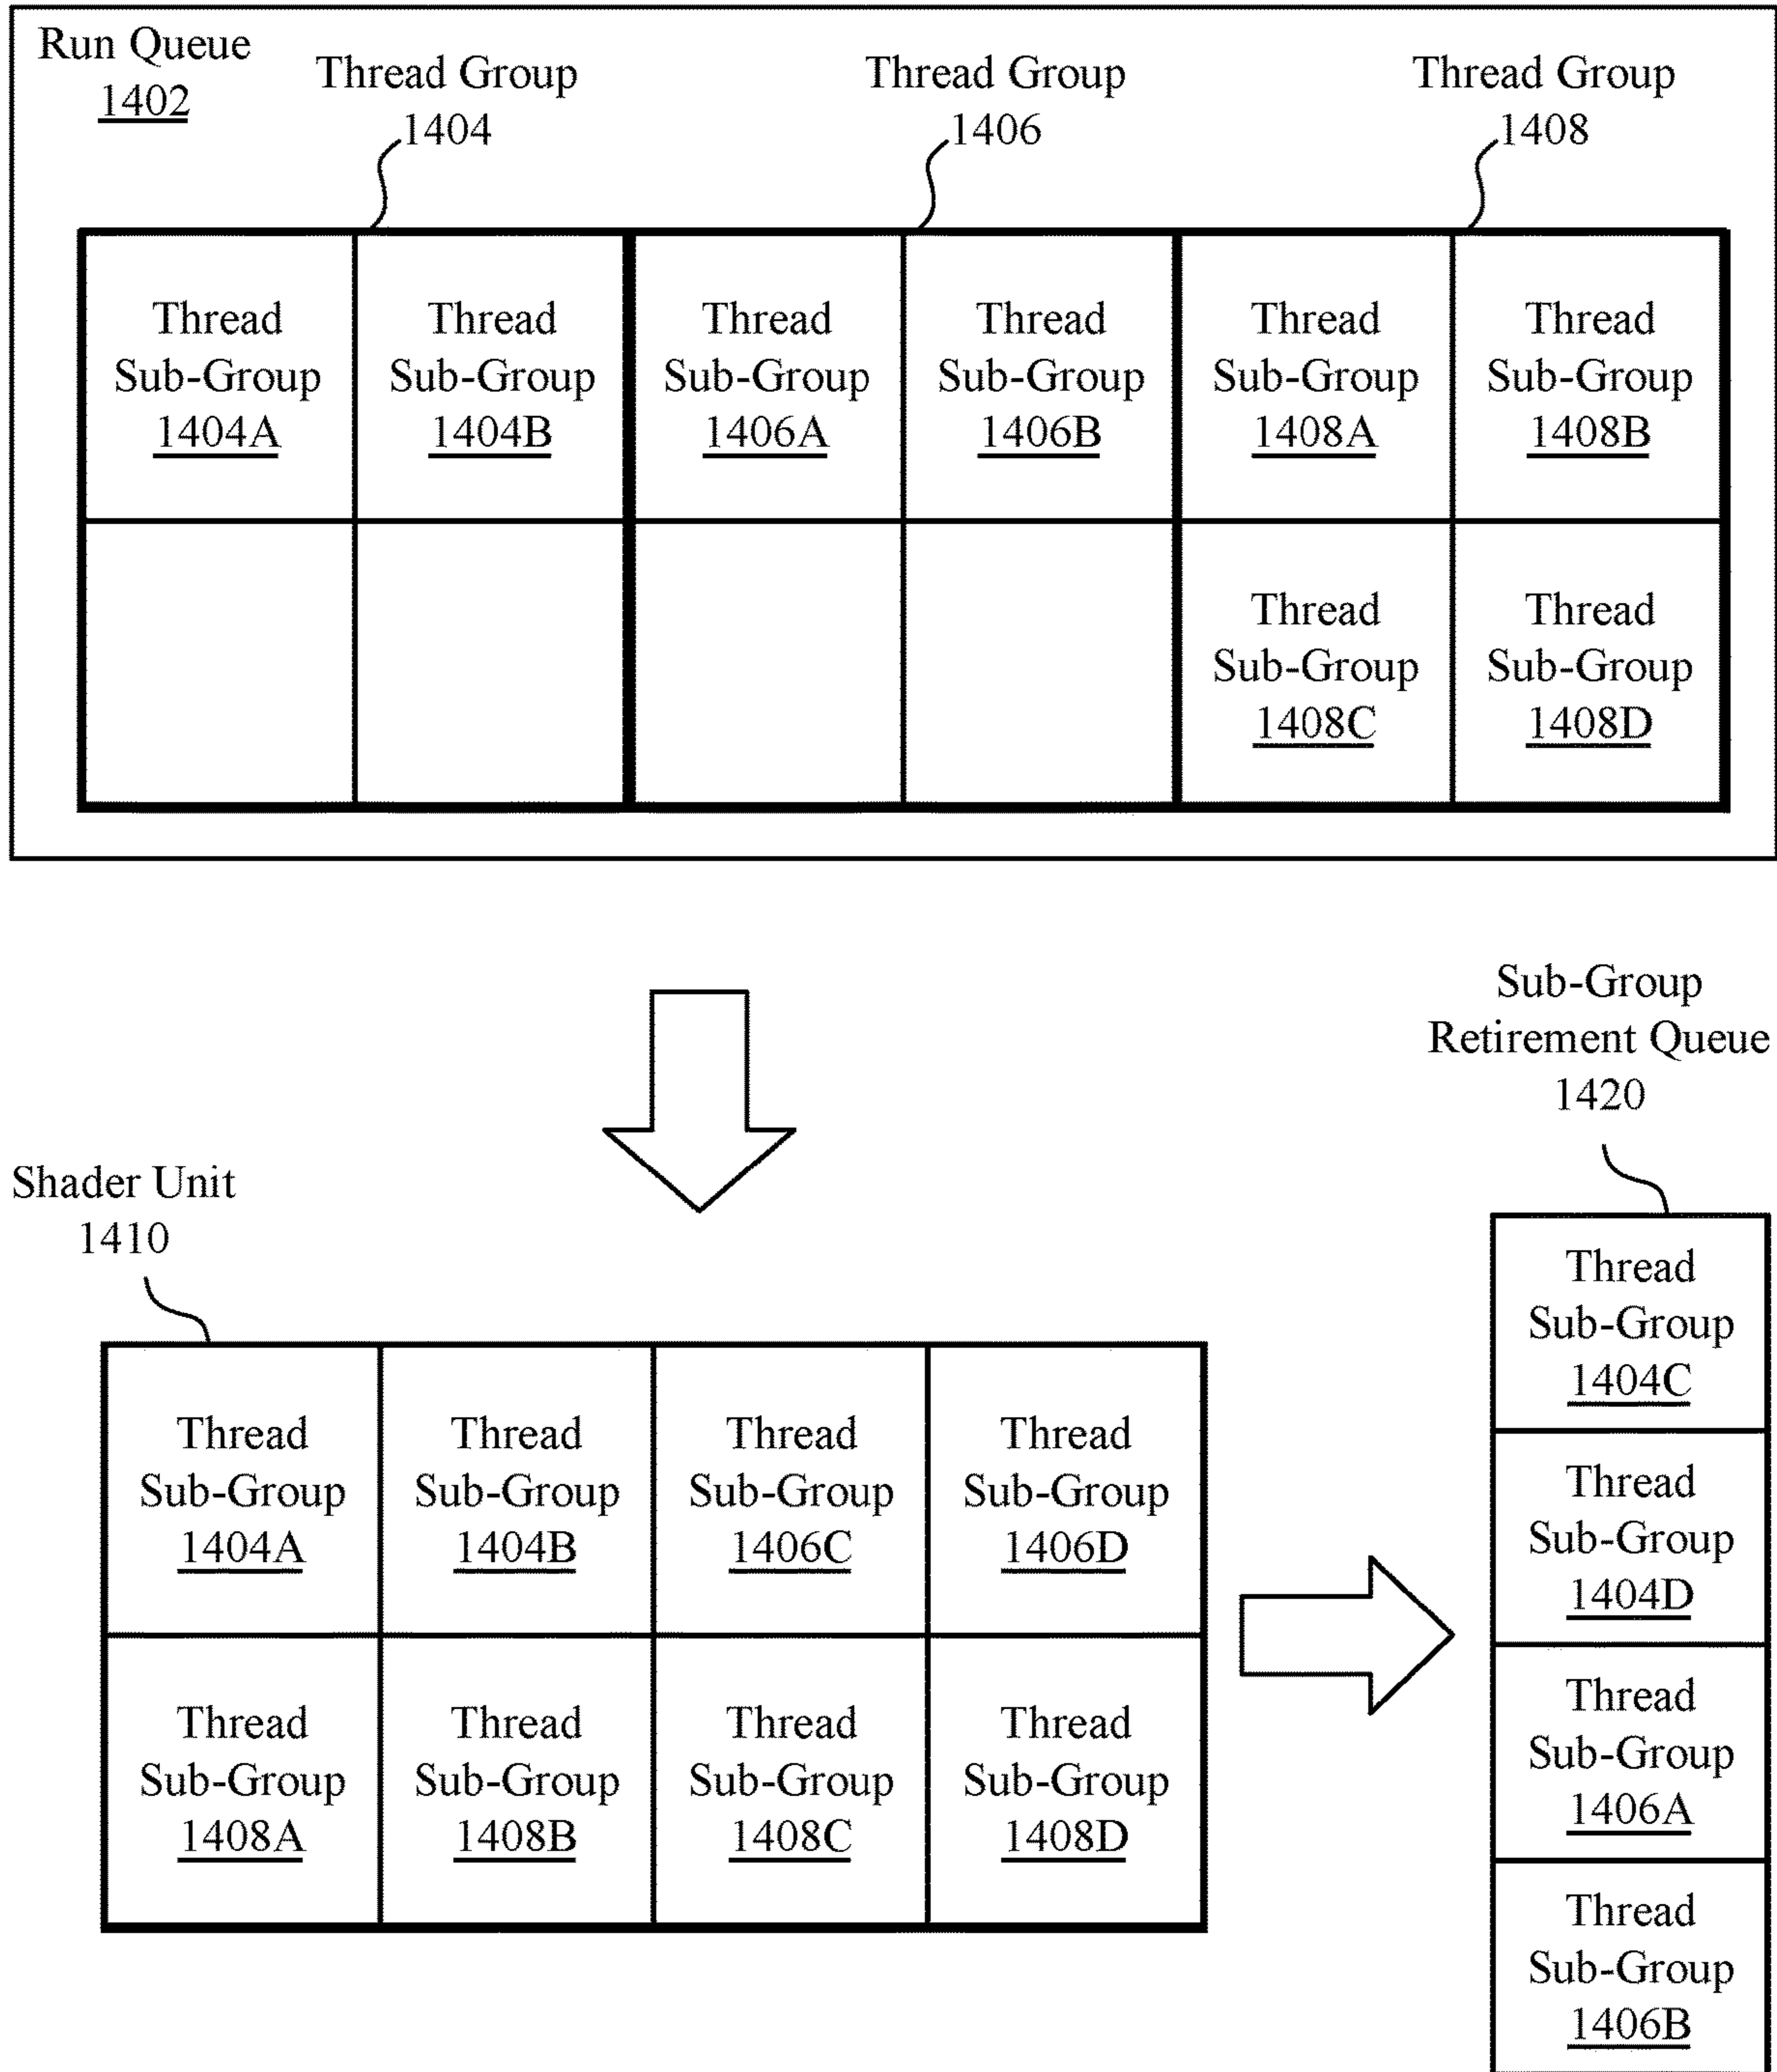 Run Queue
1402
Thread Group
1404
Thread Group
1406
Thread Group
1408
Thread
Sub-Group
1404A
Thread
Sub-Group
1404B
Thread
Sub-Group
1406A
Thread
Sub-Group
1406B
Thread
Sub-Group
1408A
Thread
Sub-Group
1408B
Thread
Sub-Group
1408C
Thread
Sub-Group
1408D
Sub-Group
Retirement Queue
1420
Shader Unit
1410
Thread
Sub-Group
1404A
Thread
Sub-Group
1404B
Thread
Sub-Group
1406C
Thread
Sub-Group
1406D
Thread
Sub-Group
1408A
Thread
Sub-Group
1408B
Thread
Sub-Group
1408C
Thread
Sub-Group
1408D
Thread
Sub-Group
1404C
Thread
Sub-Group
1404D
Thread
Sub-Group
1406A
Thread
Sub-Group
1406B